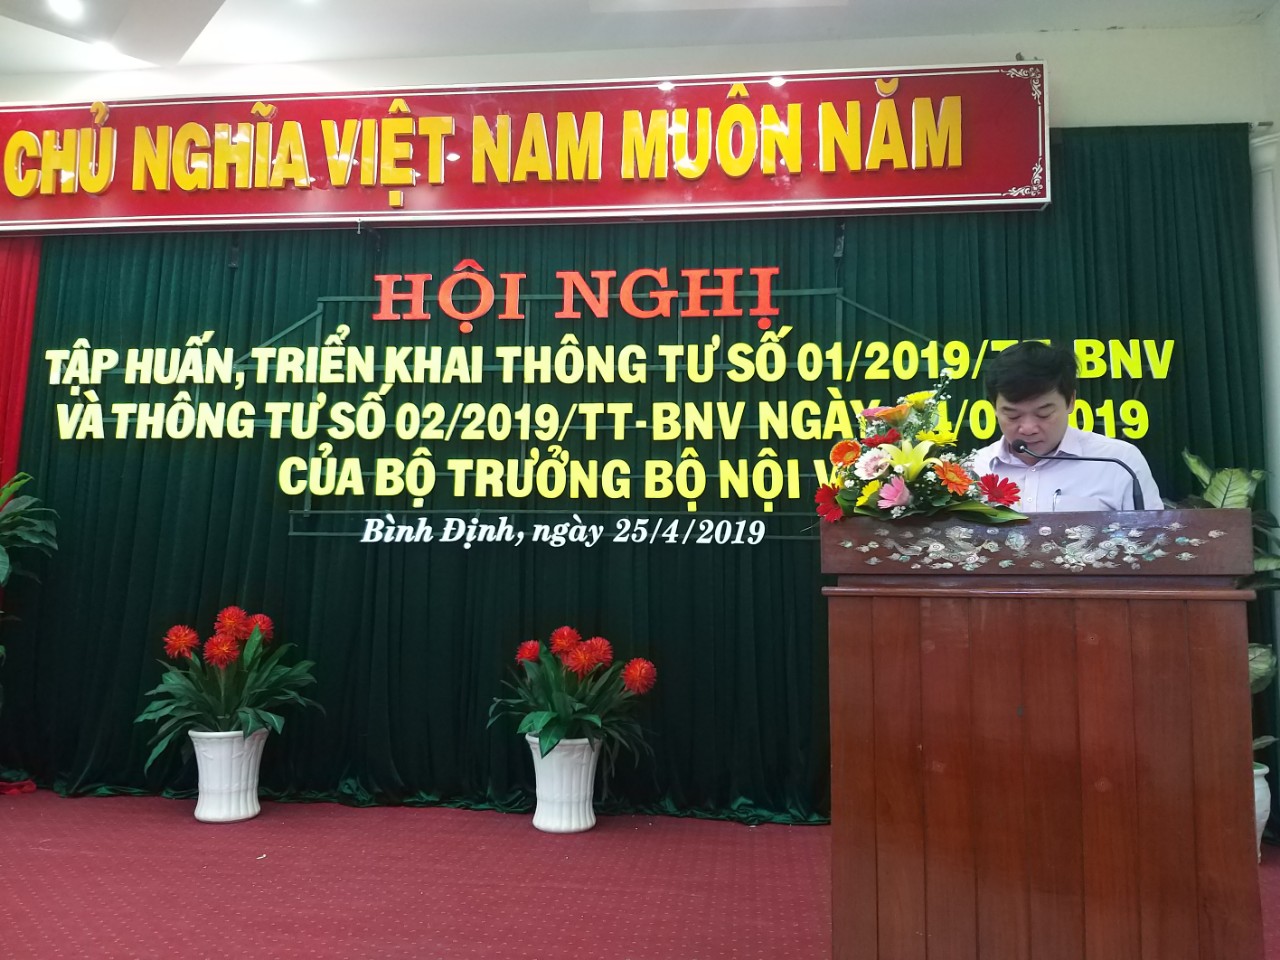 CHỦ NGHĨA VIỆT NAM MUÔN NĂM
HỘI NGHỊ
TẬP HUẤN, TRIỂN KHAI THÔNG TƯ SỐ 01/2019/TT-BNV
VÀ THÔNG TƯ SỐ 02/2019/TT-BNV NGÀY 2019
CỦA BỘ TRƯỞNG BỘ NỘI
Bình Định, ngày 25/4/2019